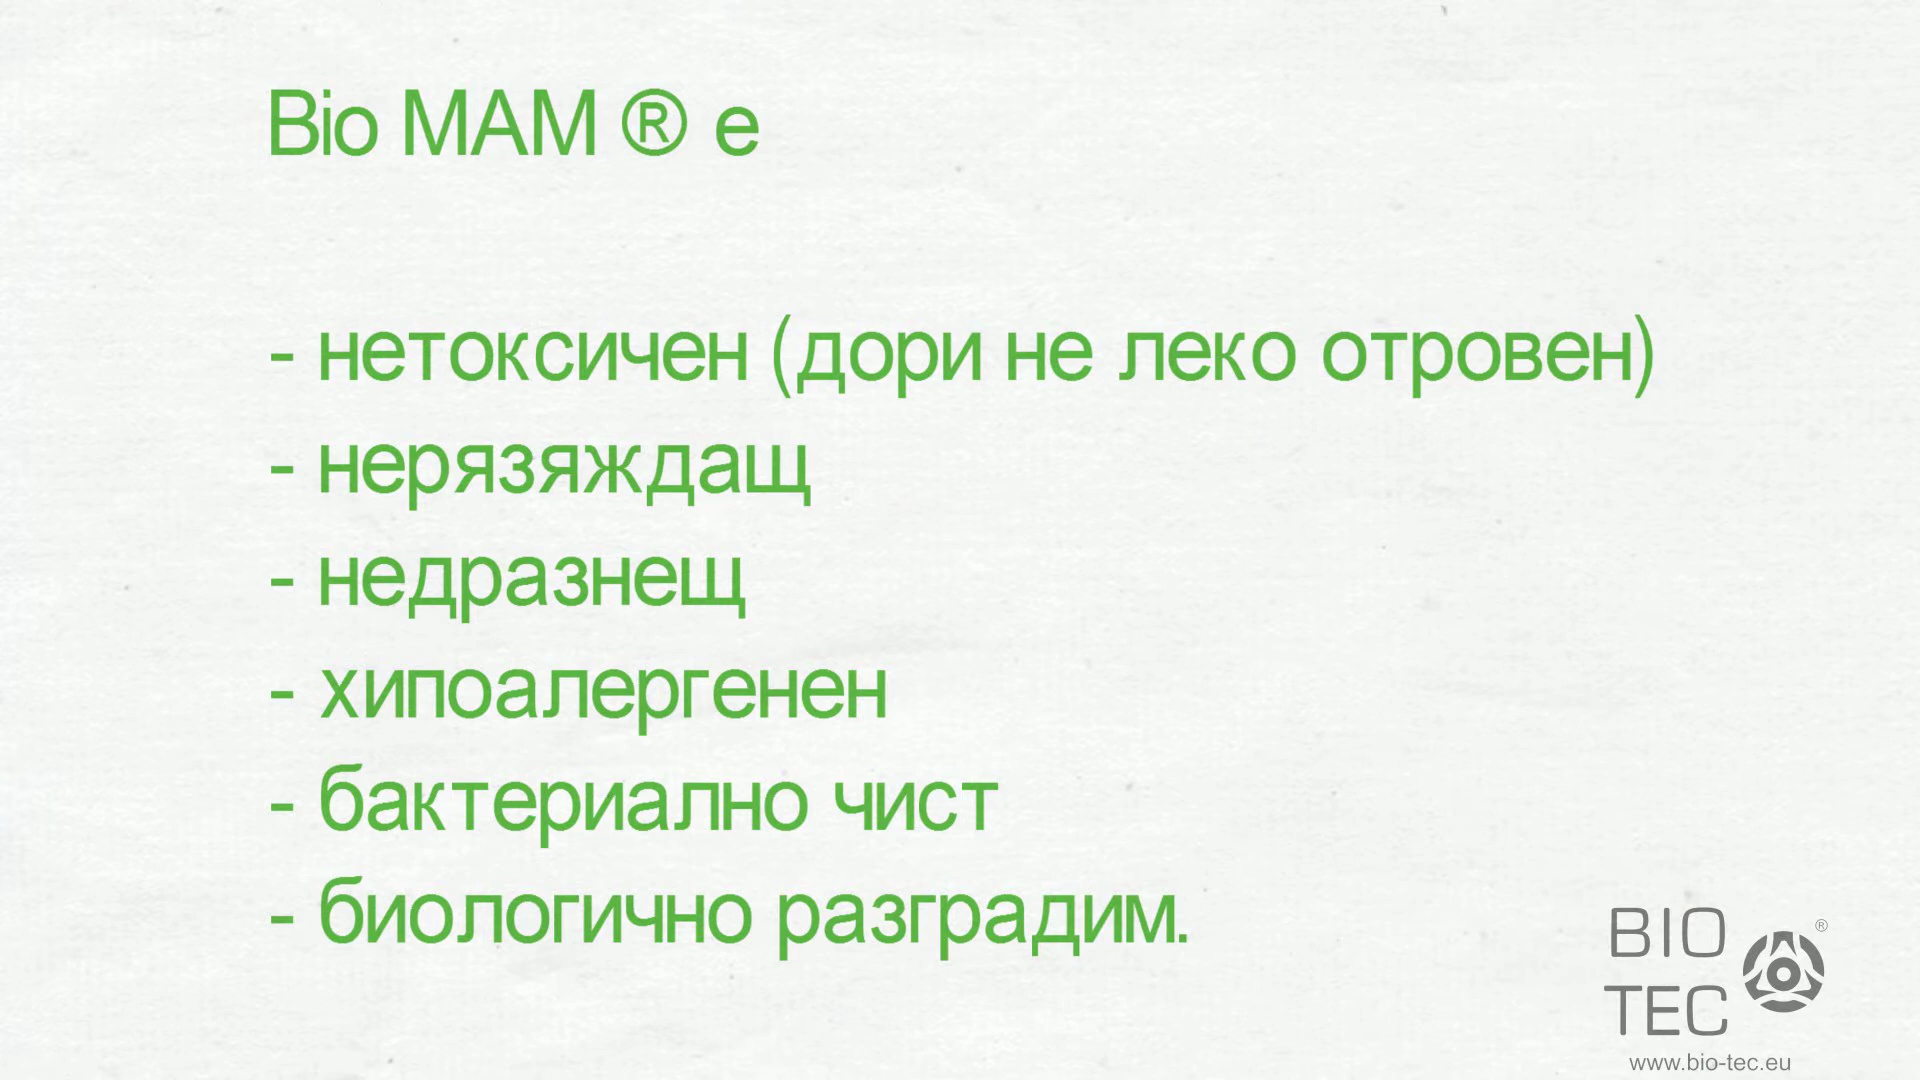 Bio MAM ® е
- нетоксичен (дори не леко отровен)
- нерязяждащ
- недразнещ
- хипоалергенен
- бактериално чист
- биологично разградим.
BIO ®
TEC
www.bio-tec.eu